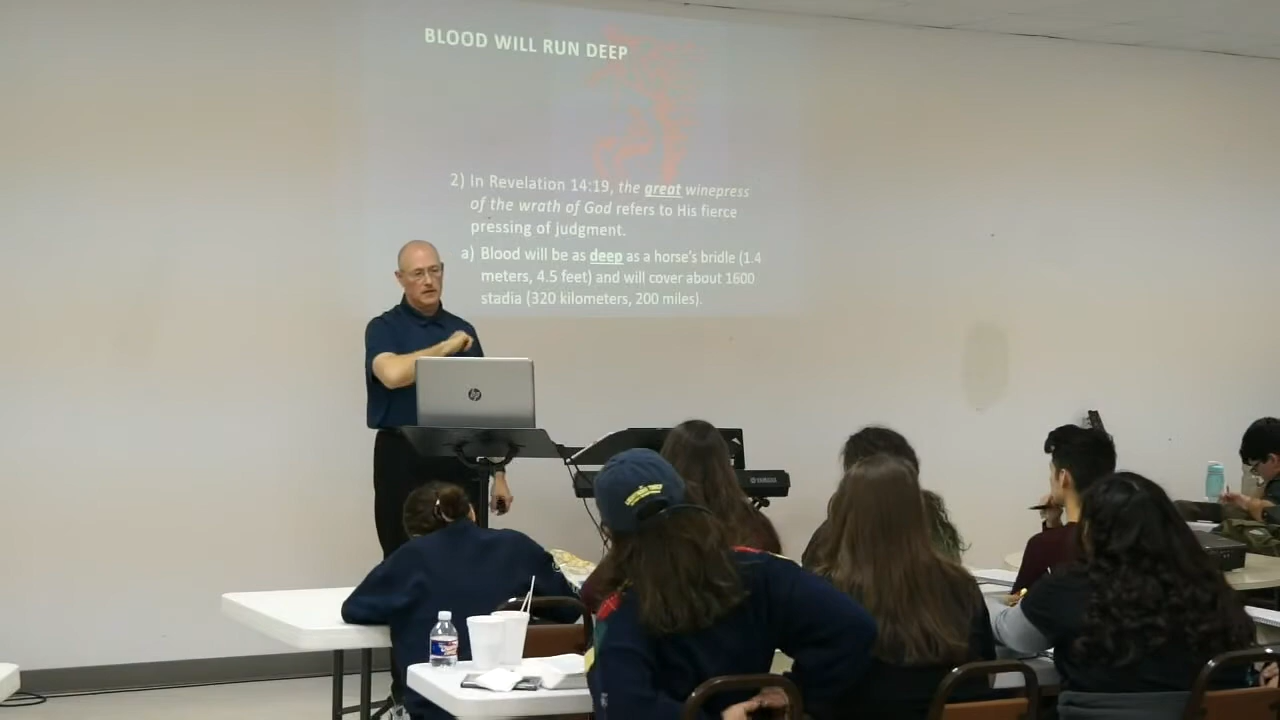 BLOOD WILL RUN DEEP
2) In Revelation 14:19, the great winepress
of the wrath of God refers to His fierce
pressing of judgment.
a) Blood will be as deep as a horse's bridle (1.4
meters, 4.5 feet) and will cover about 1600
stadia (320 kilometers, 200 miles).
hp
YAMAHA